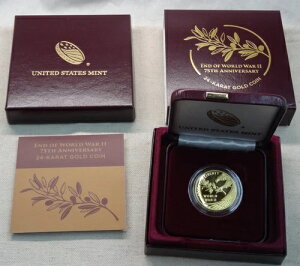 UNITED STATES MINT
END OF WORLD WAR II
75TH ANNIVERSARY
24-KARAT GOLD COIN
END OF WORLD WAR II
75TH ANNIVERSARY
24-KARAT GOLD COIN
LIBERTY
WORLD